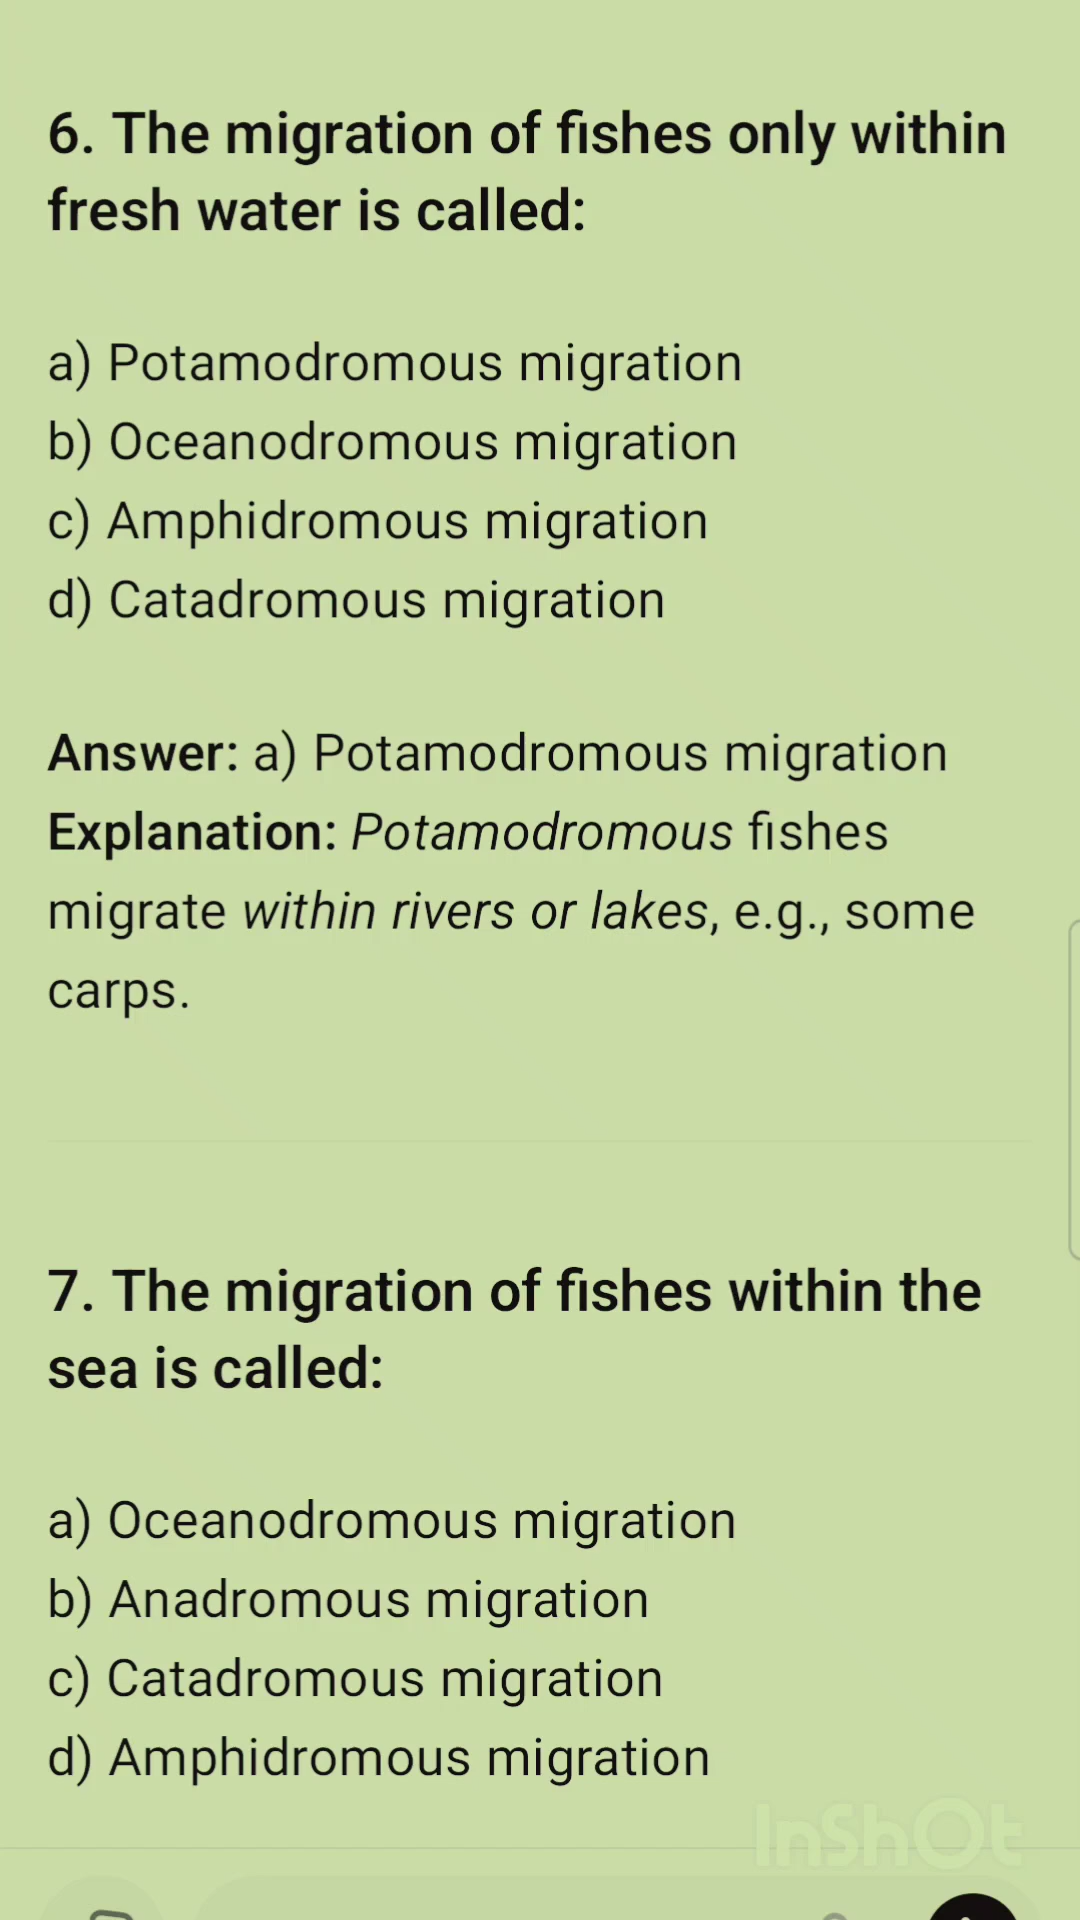 6. The migration of fishes only within
fresh water is called:
a) Potamodromous migration
b) Oceanodromous migration
c) Amphidromous migration
d) Catadromous migration
Answer: a) Potamodromous migration
Explanation: Potamodromous fishes
migrate within rivers or lakes, e.g., some
carps.
7. The migration of fishes within the
sea is called:
a) Oceanodromous migration
b) Anadromous migration
c) Catadromous migration
d) Amphidromous migration
InShOt